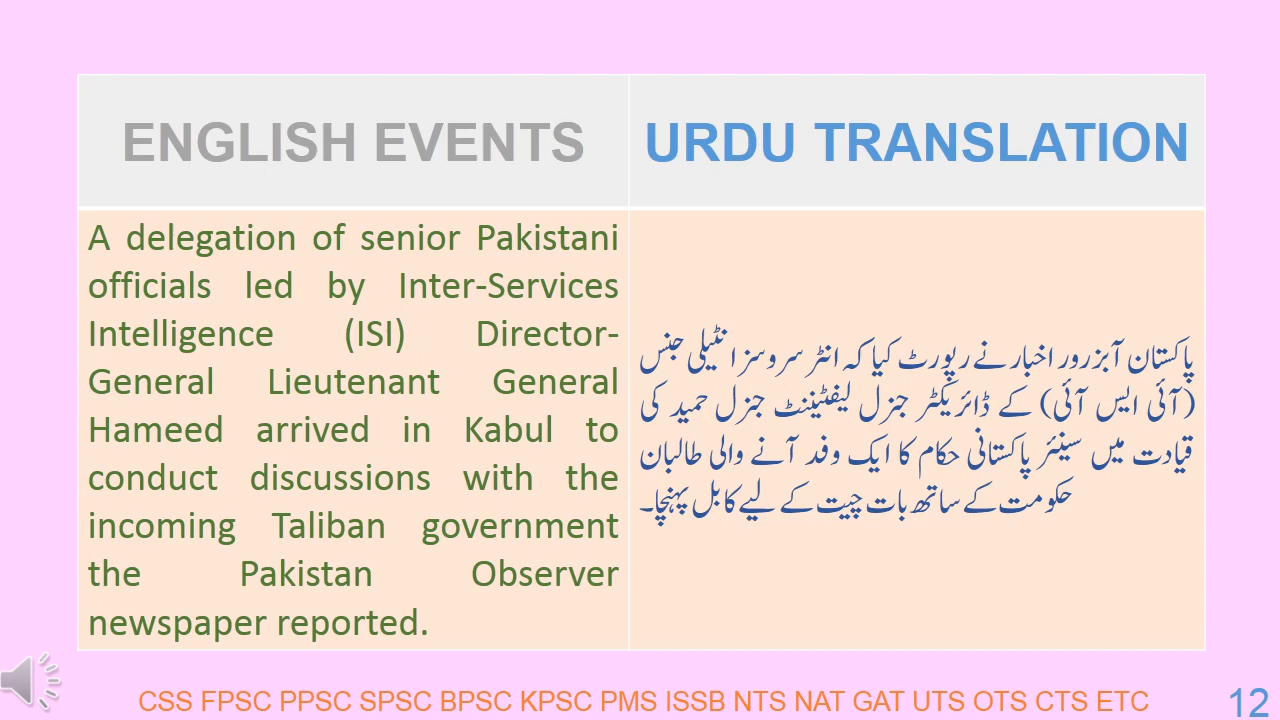 ENGLISH EVENTS
URDU TRANSLATION
A delegation of senior Pakistani
officials led by Inter-Services
Intelligence (ISI) Director-
General Lieutenant General
Hameed arrived in Kabul to
conduct discussions with the
incoming Taliban government
the Pakistan Observer
newspaper reported.
پاکستان آبزرور اخبار نے رپورٹ کیا کہ انٹر سروسز انٹیلی جنس
(آئی ایس آئی) کے ڈائریکٹر جنرل لیفٹیننٹ جنرل حمید کی
قیادت میں سینئر پاکستانی حکام کا ایک وفد آنے والی طالبان
حکومت کے ساتھ بات چیت کے لیے کابل پہنچا۔
CSS FPSC PPSC SPSC BPSC KPSC PMS ISSB NTS NAT GAT UTS OTS CTS ETC
12